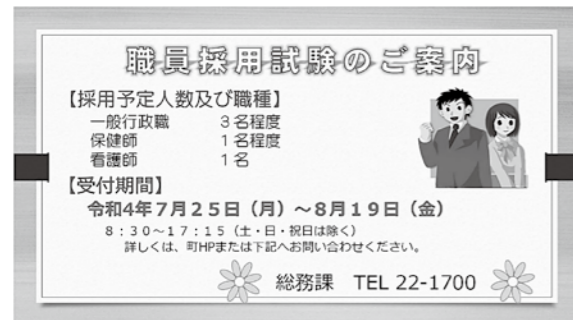 職員採用試験のご案内
【採用予定人数及び職種】
一般行政職　　３名程度
保健師　　　　１名程度
看護師　　　　１名
【受付期間】
令和4年７月２５日（月）～８月１９日（金）
８：３０～１７：１５（土・日・祝日は除く）
詳しくは、町HPまたは下記へお問い合わせください。
総務課　TEL 22-1700